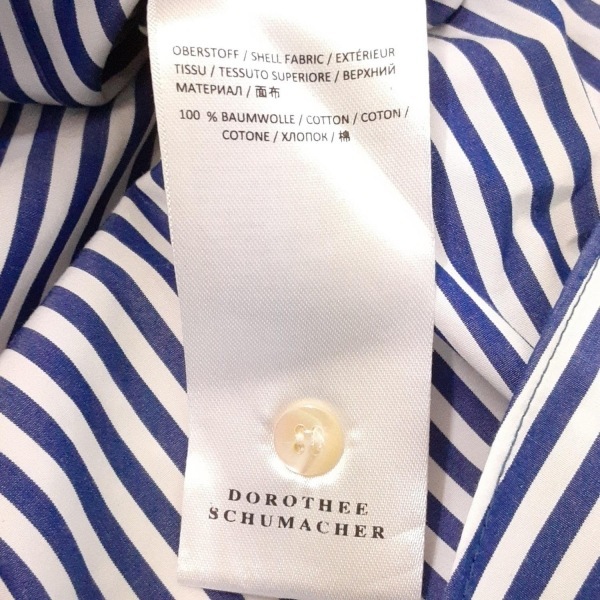 OBERSTOFF / SHELL FABRIC / EXTÉRIEUR
TISSU / TESSUTO SUPERIORE / ВЕРХНИЙ
МАТЕРИАЛ / 面布
100 % BAUMWOLLE / COTTON / COTON /
COTONE / ХЛОПОК / 棉
DOROTHEE
SCHUMACHER